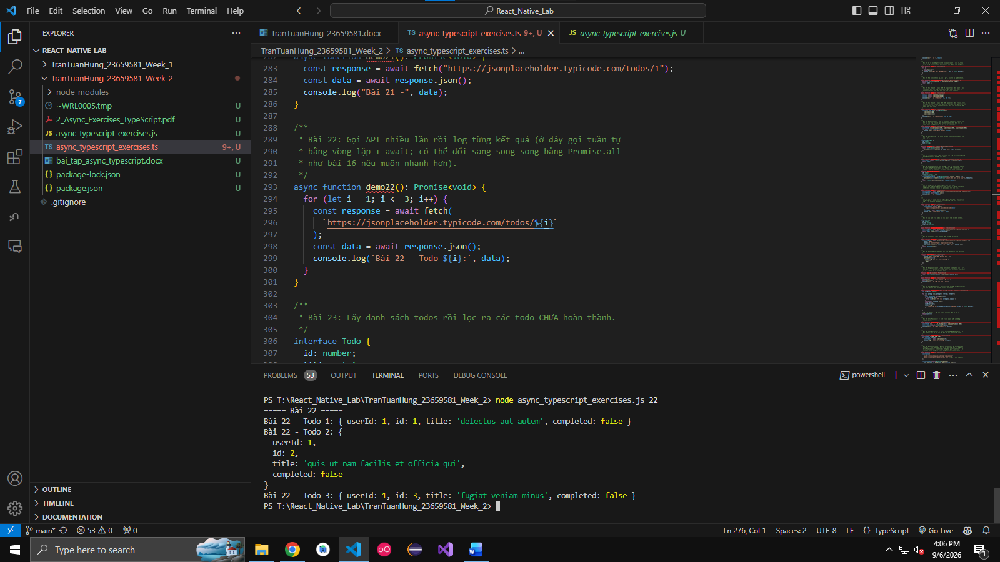 File Edit Selection View Go Run Terminal Help
React_Native_Lab
EXPLORER
REACT_NATIVE_LAB
TranTuanHung_23659581_Week_1
TranTuanHung_23659581_Week_2
node_modules
~WRL0005.tmp U
2_Async_Exercises_TypeScript.pdf U
JS async_typescript_exercises.js U
TS async_typescript_exercises.ts 9+, U
bai_tap_async_typescript.docx U
{} package-lock.json U
{} package.json U
.gitignore
7
OUTLINE
TIMELINE
DOCUMENTATION
TranTuanHung_23659581.docx
TS async_typescript_exercises.ts 9+, U
JS async_typescript_exercises.js U
TranTuanHung_23659581_Week_2 > TS async_typescript_exercises.ts > ...
282 async function demo21(): Promise<void> {
283 const response = await fetch("https://jsonplaceholder.typicode.com/todos/1");
284 const data = await response.json();
285 console.log("Bài 21 -", data);
286 }
287
288 /**
289 * Bài 22: Gọi API nhiều lần rồi log từng kết quả (ở đây gọi tuần tự
290 * bằng vòng lặp + await; có thể đổi sang song song bằng Promise.all
291 * như bài 16 nếu muốn nhanh hơn).
292 */
293 async function demo22(): Promise<void> {
294 for (let i = 1; i <= 3; i++) {
295 const response = await fetch(
296 `https://jsonplaceholder.typicode.com/todos/${i}`
297 );
298 const data = await response.json();
299 console.log(`Bài 22 - Todo ${i}:`, data);
300 }
301 }
302
303 /**
304 * Bài 23: Lấy danh sách todos rồi lọc ra các todo CHƯA hoàn thành.
305 */
306 interface Todo {
307 id: number;
PROBLEMS 53 OUTPUT TERMINAL PORTS DEBUG CONSOLE
powershell
PS T:\React_Native_Lab\TranTuanHung_23659581_Week_2> node async_typescript_exercises.js 22
===== Bài 22 =====
Bài 22 - Todo 1: { userId: 1, id: 1, title: 'delectus aut autem', completed: false }
Bài 22 - Todo 2: {
userId: 1,
id: 2,
title: 'quis ut nam facilis et officia qui',
completed: false
}
Bài 22 - Todo 3: { userId: 1, id: 3, title: 'fugiat veniam minus', completed: false }
PS T:\React_Native_Lab\TranTuanHung_23659581_Week_2>
main* 53 0 0
Ln 276, Col 1 Spaces: 2 UTF-8 LF {} TypeScript Go Live
Type here to search
4:06 PM
9/6/2026
1